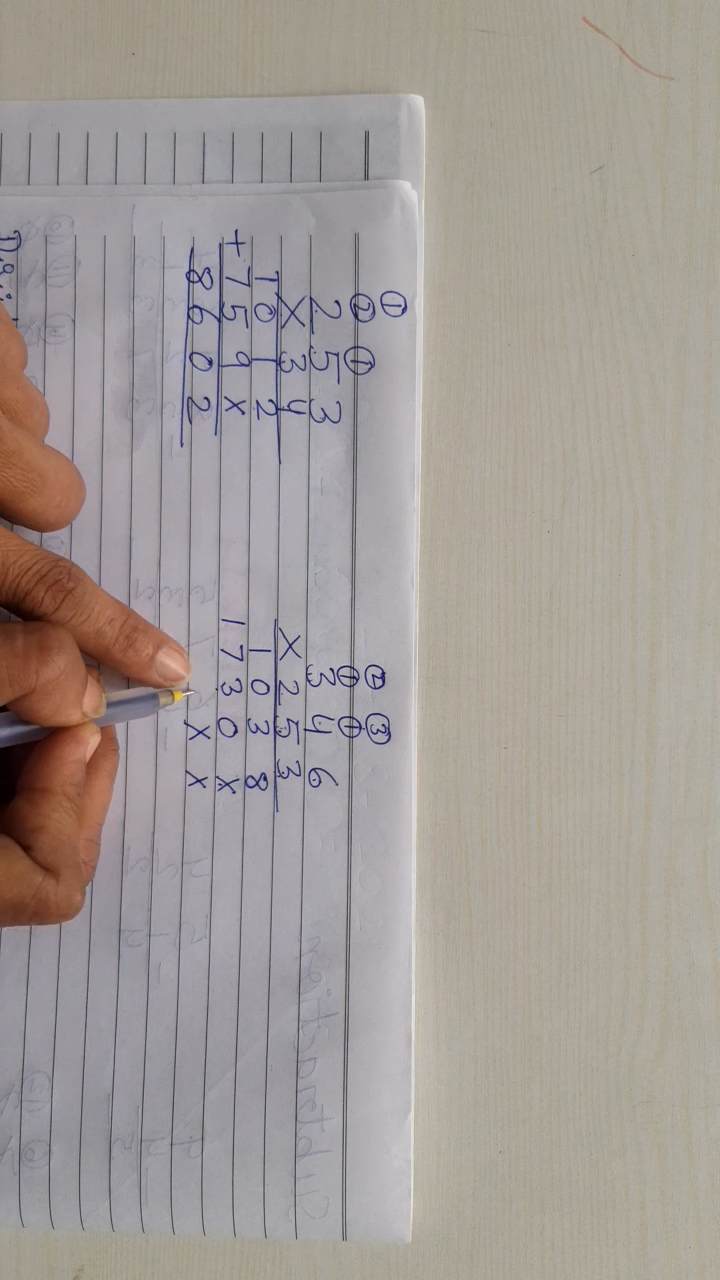 ①
② ①
2 5 3
× 3 4
1 0 1 2
+ 7 5 9 ×
8 6 0 2
② ③
① ①
3 4 6
× 2 5 3
1 0 3 8
1 7 3 0 ×
× ×